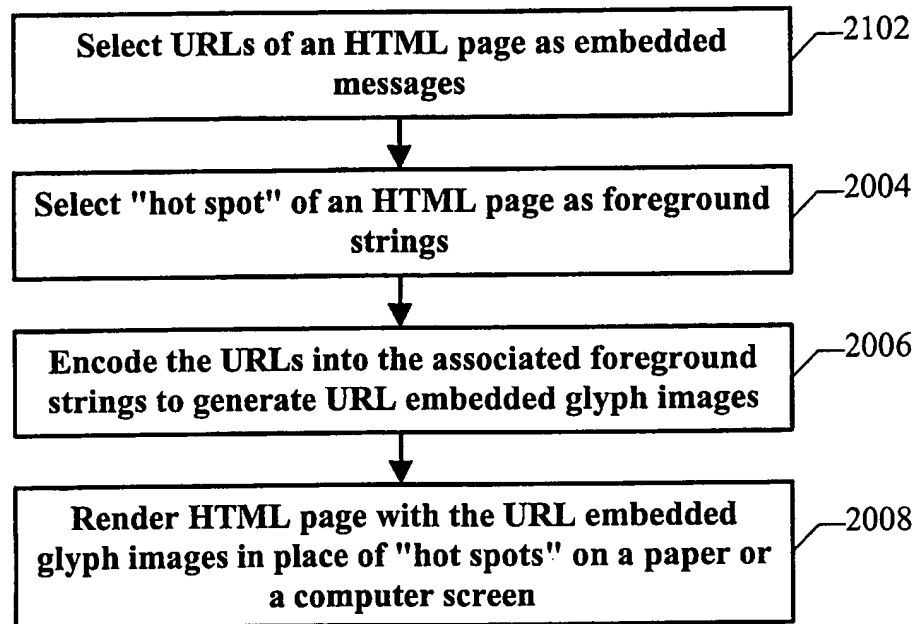 Select URLs of an HTML page as embedded
messages
2102
Select "hot spot" of an HTML page as foreground
strings
2004
Encode the URLs into the associated foreground
strings to generate URL embedded glyph images
2006
Render HTML page with the URL embedded
glyph images in place of "hot spots" on a paper or
a computer screen
2008